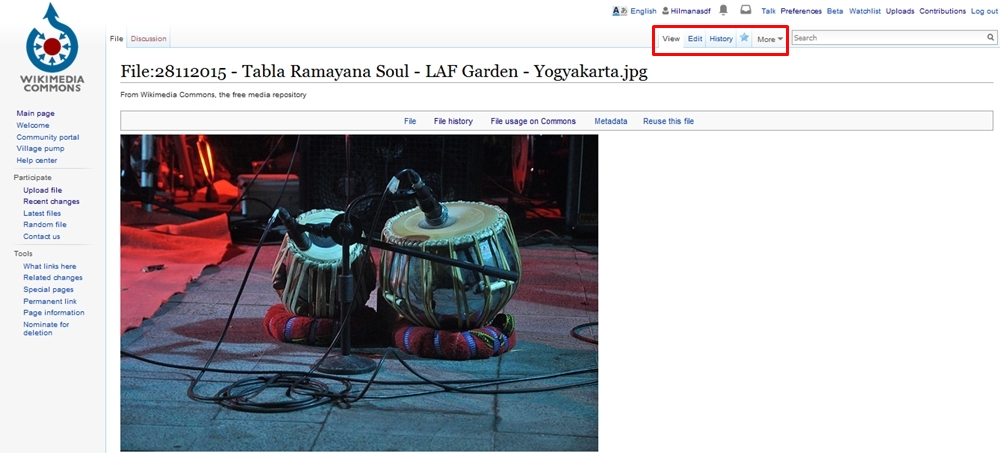 Aあ English Hilmanasdf Talk Preferences Beta Watchlist Uploads Contributions Log out
File Discussion View Edit History More Search
WIKIMEDIA
COMMONS
File:28112015 - Tabla Ramayana Soul - LAF Garden - Yogyakarta.jpg
From Wikimedia Commons, the free media repository
File File history File usage on Commons Metadata Reuse this file
Main page
Welcome
Community portal
Village pump
Help center
Participate
Upload file
Recent changes
Latest files
Random file
Contact us
Tools
What links here
Related changes
Special pages
Permanent link
Page information
Nominate for
deletion